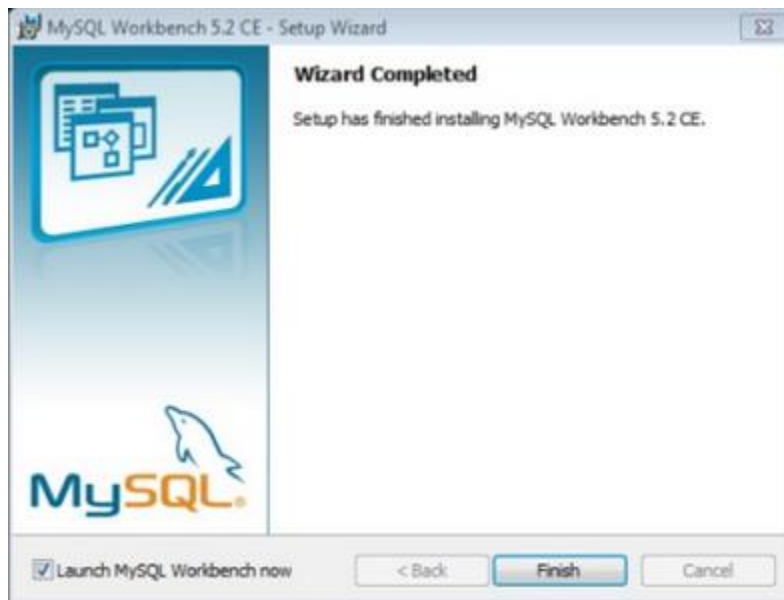 MySQL Workbench 5.2 CE - Setup Wizard
Wizard Completed
Setup has finished installing MySQL Workbench 5.2 CE.
MySQL®
Launch MySQL Workbench now
< Back
Finish
Cancel